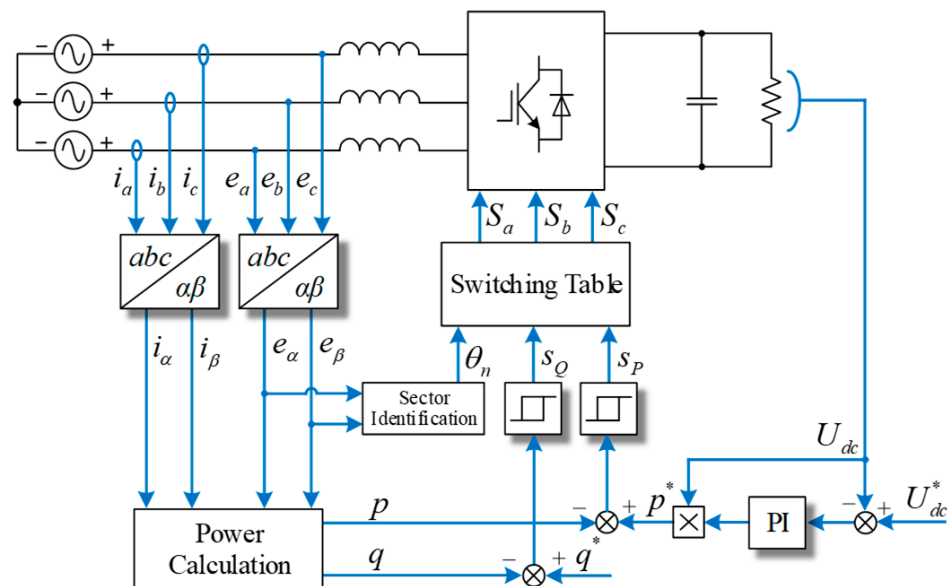 − +
− +
− +
i_a i_b i_c e_a e_b e_c
S_a S_b S_c
abc
αβ
abc
αβ
Switching Table
i_α i_β e_α e_β
θ_n s_Q s_P
Sector
Identification
U_dc
U*_dc
p − + p* × PI − +
Power
Calculation
q − + q*